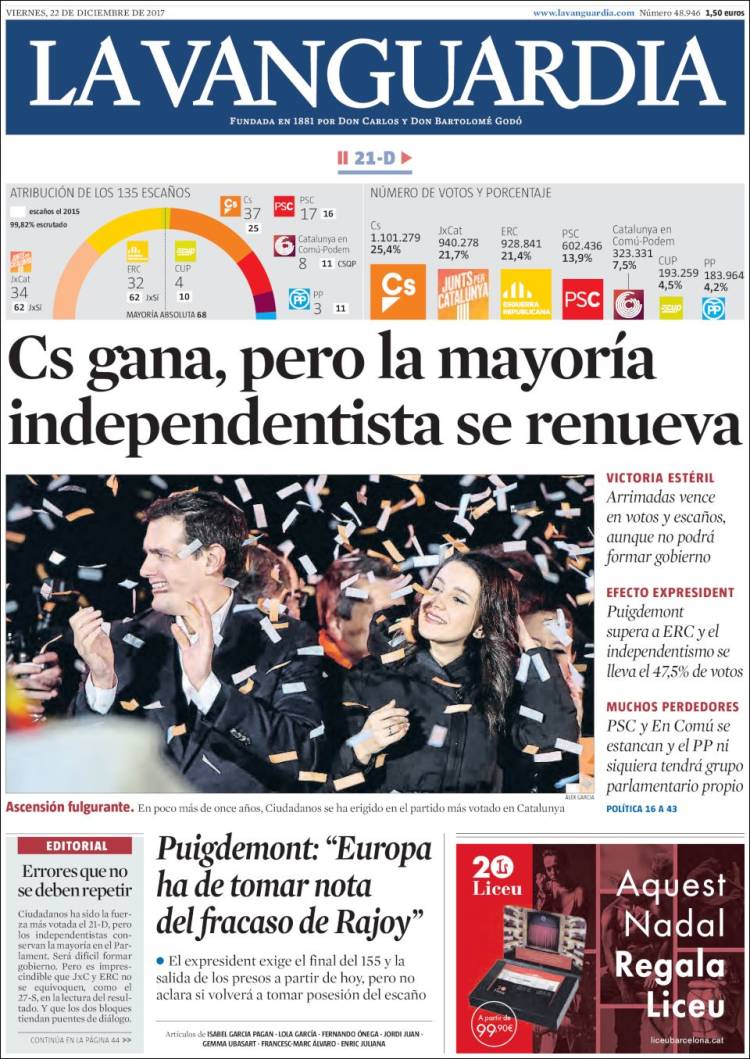 VIERNES, 22 DE DICIEMBRE DE 2017
www.lavanguardia.com Número 48.946 1,50 euros
LA VANGUARDIA
FUNDADA EN 1881 POR DON CARLOS Y DON BARTOLOMÉ GODÓ
21-D
ATRIBUCIÓN DE LOS 135 ESCAÑOS
escaños el 2015
99,82% escrutado
JUNTS PER CATALUNYA
JxCat
34
62 JxSí
ERC
32
62 JxSí
CUP
4
10
MAYORÍA ABSOLUTA 68
Cs
Cs
37
25
PSC
PSC
17 16
Catalunya en
Comú-Podem
8 11 CSQP
PP
PP
3 11
NÚMERO DE VOTOS Y PORCENTAJE
Cs
1.101.279
25,4%
Cs
JxCat
940.278
21,7%
JUNTS PER
CATALUNYA
ERC
928.841
21,4%
ESQUERRA
REPUBLICANA
PSC
602.436
13,9%
PSC
Catalunya en
Comú-Podem
323.331
7,5%
CUP
193.259
4,5%
cup
PP
183.964
4,2%
PP
Cs gana, pero la mayoría
independentista se renueva
VICTORIA ESTÉRIL
Arrimadas vence
en votos y escaños,
aunque no podrá
formar gobierno
EFECTO EXPRESIDENT
Puigdemont
supera a ERC y el
independentismo se
lleva el 47,5% de votos
MUCHOS PERDEDORES
PSC y En Comú se
estancan y el PP ni
siquiera tendrá grupo
parlamentario propio
POLÍTICA 16 A 43
ÀLEX GARCIA
Ascensión fulgurante. En poco más de once años, Ciudadanos se ha erigido en el partido más votado en Catalunya
EDITORIAL
Errores que no
se deben repetir
Ciudadanos ha sido la fuer-
za más votada el 21-D, pero
los independentistas con-
servan la mayoría en el Par-
lament. Será difícil formar
gobierno. Pero es impres-
cindible que JxC y ERC no
se equivoquen, como el
27-S, en la lectura del resul-
tado. Y que los dos bloques
tiendan puentes de diálogo.
CONTINÚA EN LA PÁGINA 44 >>
Puigdemont: “Europa
ha de tomar nota
del fracaso de Rajoy”
● El expresident exige el final del 155 y la
salida de los presos a partir de hoy, pero no
aclara si volverá a tomar posesión del escaño
Artículos de ISABEL GARCIA PAGAN - LOLA GARCÍA - FERNANDO ÓNEGA - JORDI JUAN -
GEMMA UBASART - FRANCESC-MARC ÁLVARO - ENRIC JULIANA
20
Liceu
Aquest
Nadal
Regala
Liceu
A partir de
99,90€
liceubarcelona.cat